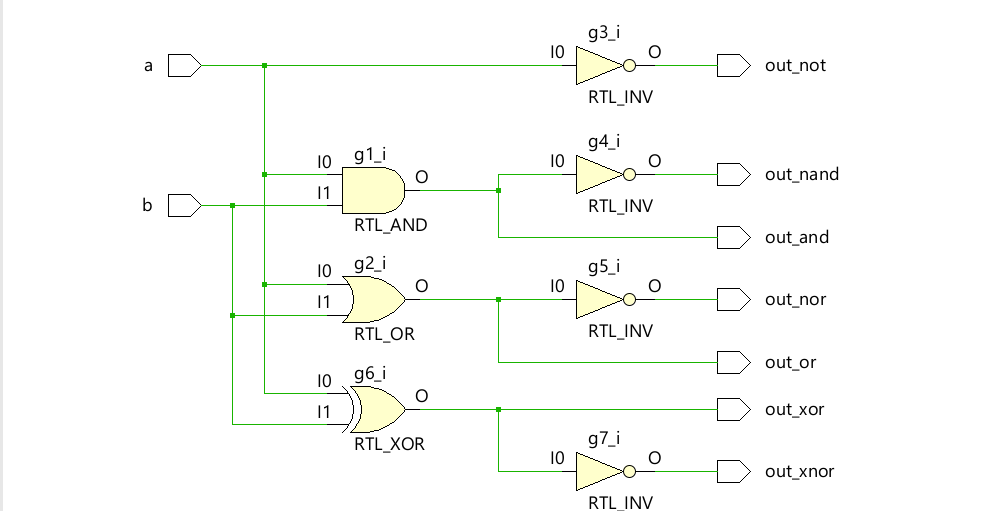 g3_i
a I0 O out_not
RTL_INV
g4_i
g1_i I0 O out_nand
I0 O
I1
b RTL_INV
RTL_AND out_and
g2_i g5_i
I0 O I0 O out_nor
I1
RTL_OR RTL_INV
out_or
g6_i
I0 O out_xor
I1
RTL_XOR g7_i
I0 O out_xnor
RTL_INV